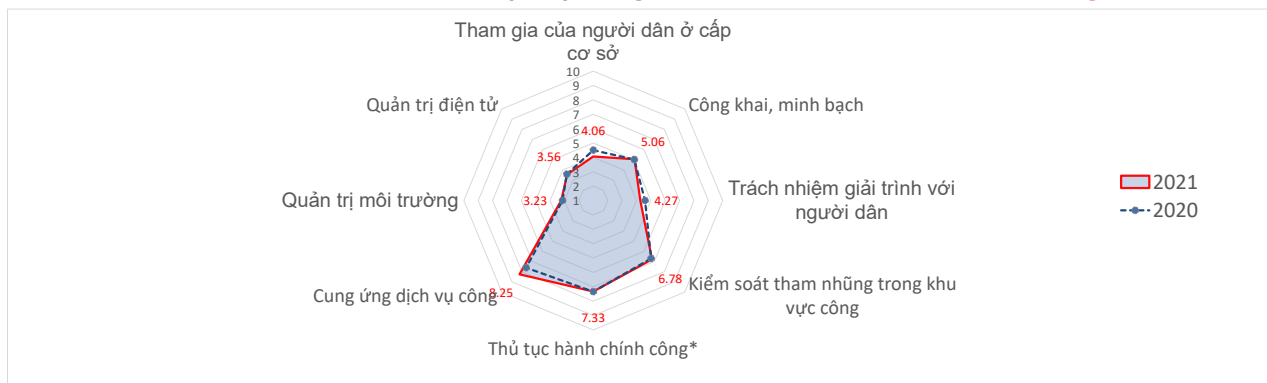 Tham gia của người dân ở cấp
cơ sở
10
9
8
7
6
5
4
3
2
1
Quản trị điện tử
Công khai, minh bạch
4.06
5.06
3.56
Quản trị môi trường
3.23
4.27
Trách nhiệm giải trình với
người dân
2021
2020
6.78
Kiểm soát tham nhũng trong khu
vực công
Cung ứng dịch vụ công
8.25
7.33
Thủ tục hành chính công*